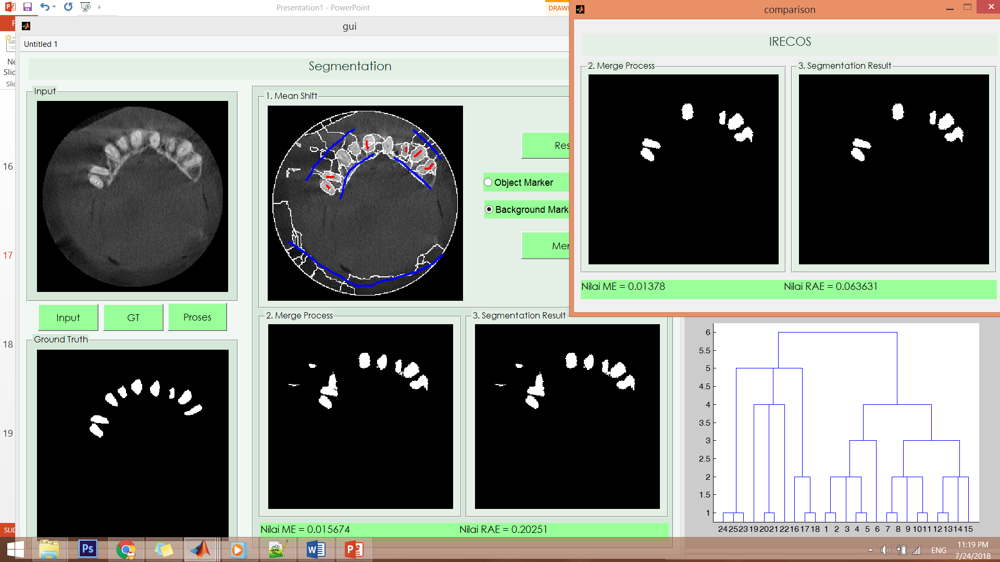 Presentation1 - PowerPoint
DRAWI
comparison
gui
F
Untitled 1
Ne
Slid
Slic
16
17
18
19
SLID
Segmentation
Input
1. Mean Shift
Res
Object Marker
Background Mark
Mer
Input
GT
Proses
Ground Truth
2. Merge Process
3. Segmentation Result
Nilai ME = 0.015674
Nilai RAE = 0.20251
IRECOS
2. Merge Process
3. Segmentation Result
Nilai ME = 0.01378
Nilai RAE = 0.063631
6
5.5
5
4.5
4
3.5
3
2.5
2
1.5
1
24 25 23 19 20 21 22 16 17 18 1 2 3 4 5 6 7 8 9 10 11 12 13 14 15
Ps
ENG
11:19 PM
7/24/2018